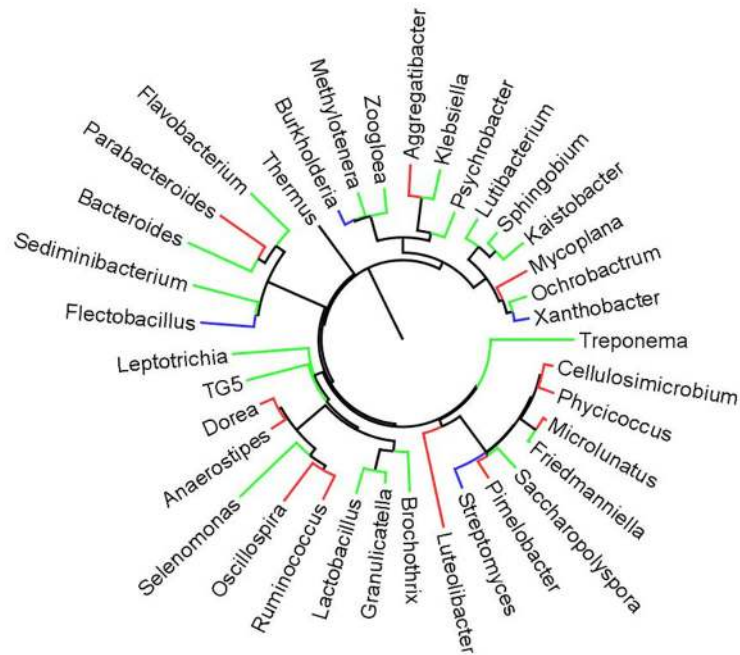 Aggregatibacter
Klebsiella
Psychrobacter
Lutibacterium
Sphingobium
Kaistobacter
Mycoplana
Ochrobactrum
Xanthobacter
Treponema
Cellulosimicrobium
Phycicoccus
Microlunatus
Friedmanniella
Saccharopolyspora
Pimelobacter
Streptomyces
Luteolibacter
Brochothrix
Granulicatella
Lactobacillus
Ruminococcus
Oscillospira
Selenomonas
Anaerostipes
Dorea
TG5
Leptotrichia
Flectobacillus
Sediminibacterium
Bacteroides
Parabacteroides
Flavobacterium
Thermus
Burkholderia
Methylotenera
Zoogloea